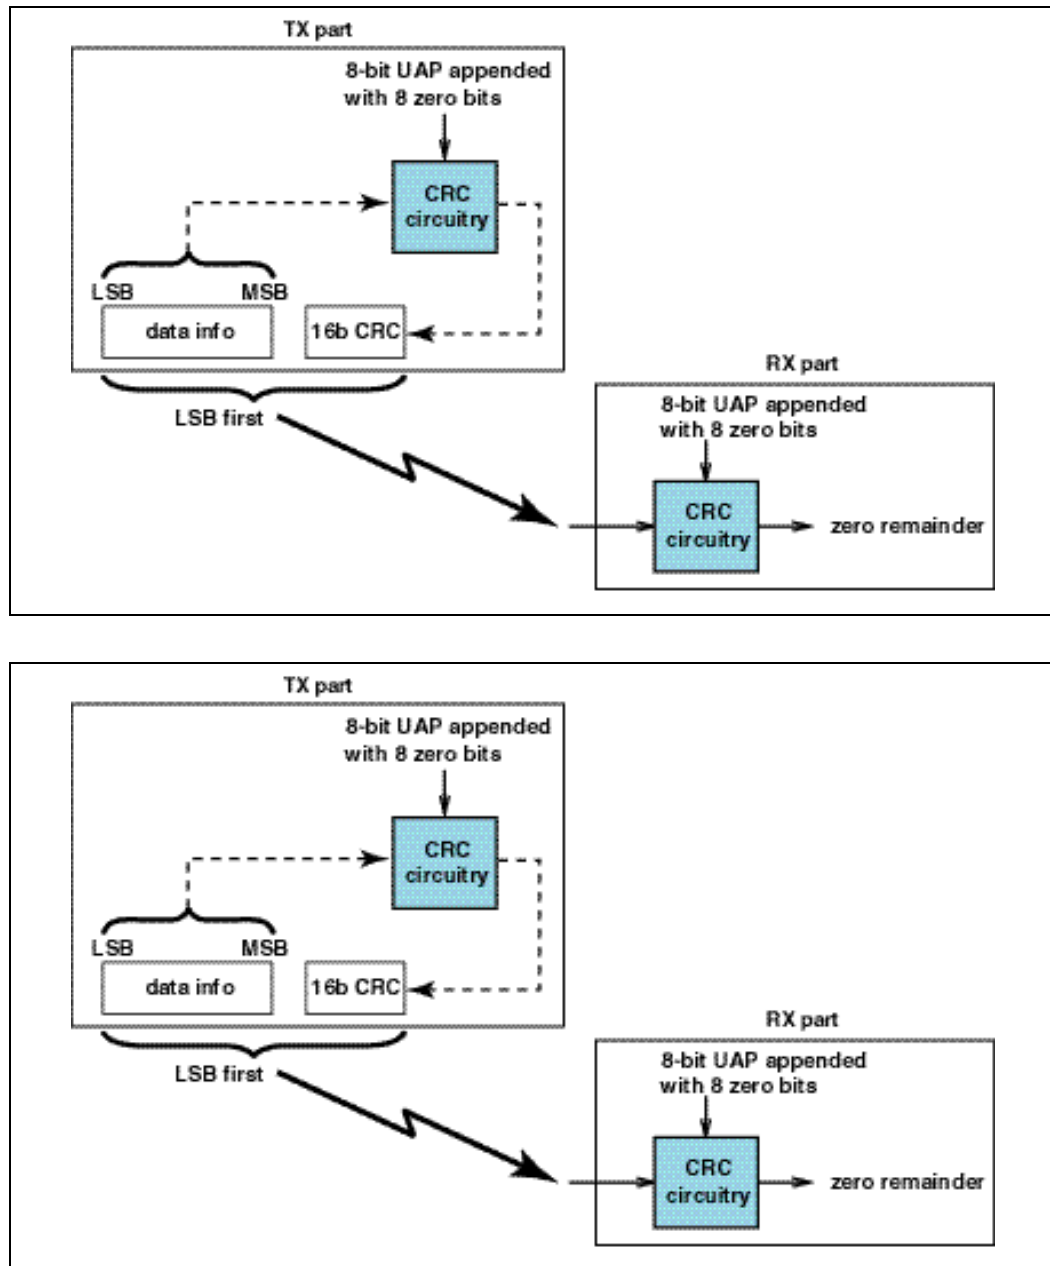 TX part
8-bit UAP appended
with 8 zero bits
CRC
circuitry
LSB MSB
data info 16b CRC
LSB first
RX part
8-bit UAP appended
with 8 zero bits
CRC
circuitry
zero remainder
TX part
8-bit UAP appended
with 8 zero bits
CRC
circuitry
LSB MSB
data info 16b CRC
LSB first
RX part
8-bit UAP appended
with 8 zero bits
CRC
circuitry
zero remainder